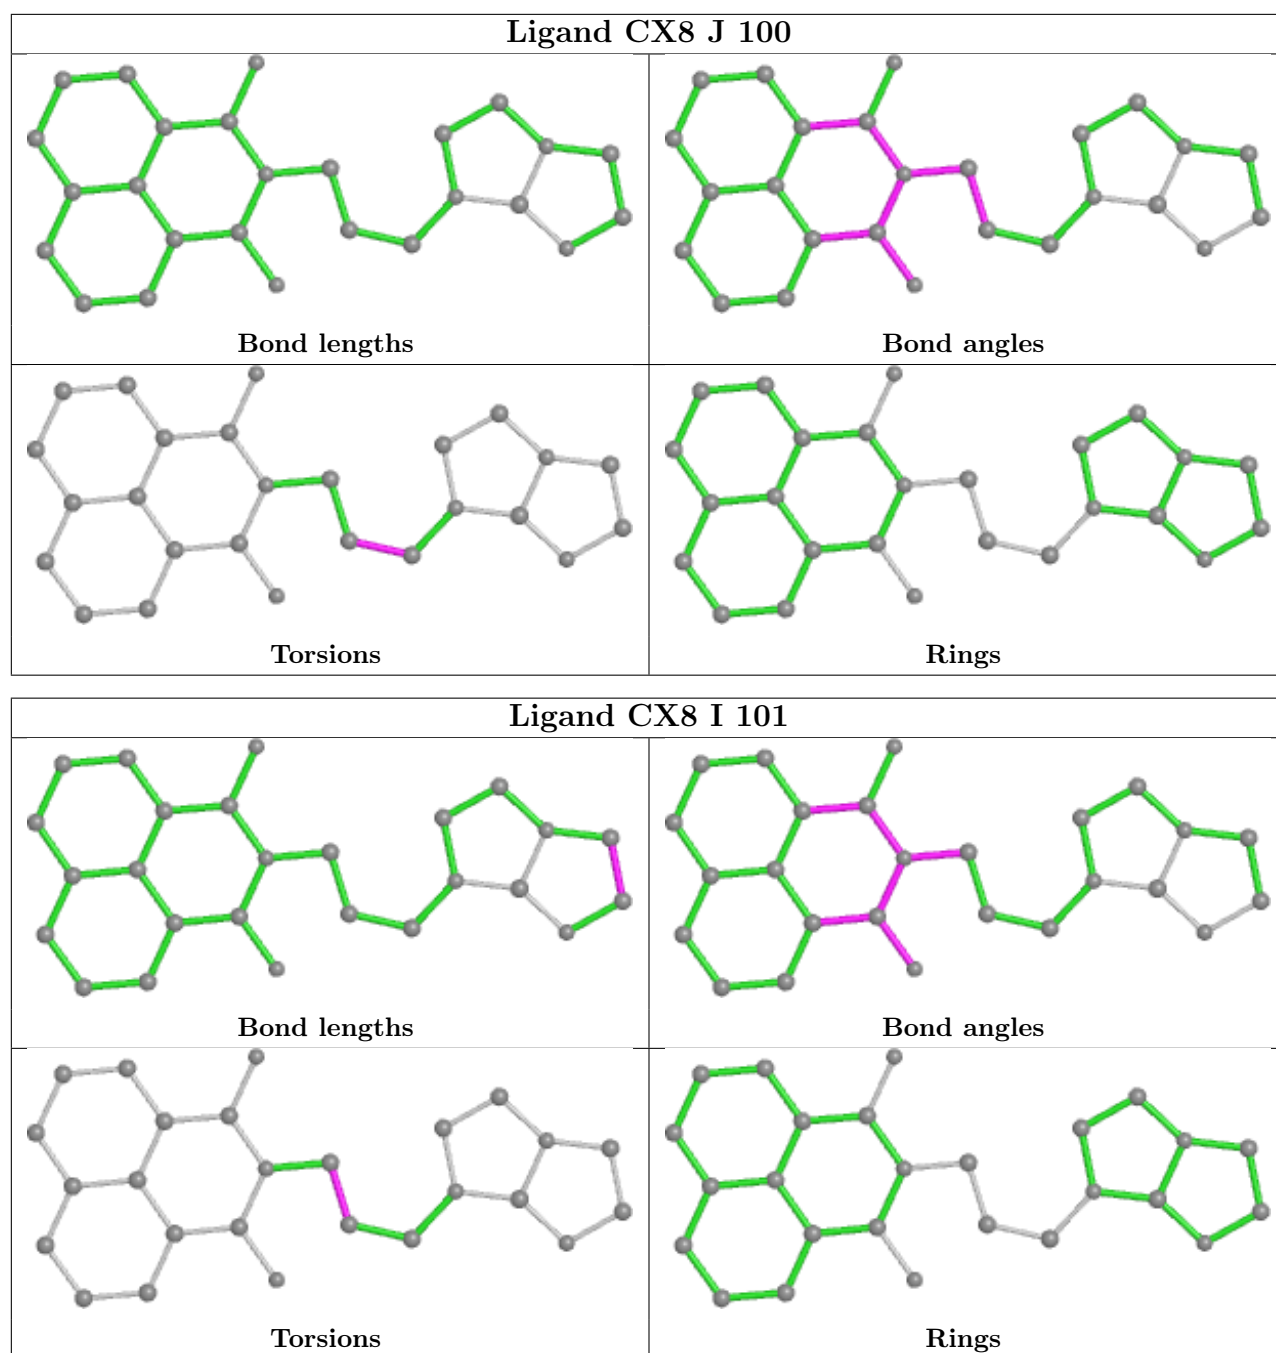 Ligand CX8 J 100
Bond lengths
Bond angles
Torsions
Rings
Ligand CX8 I 101
Bond lengths
Bond angles
Torsions
Rings